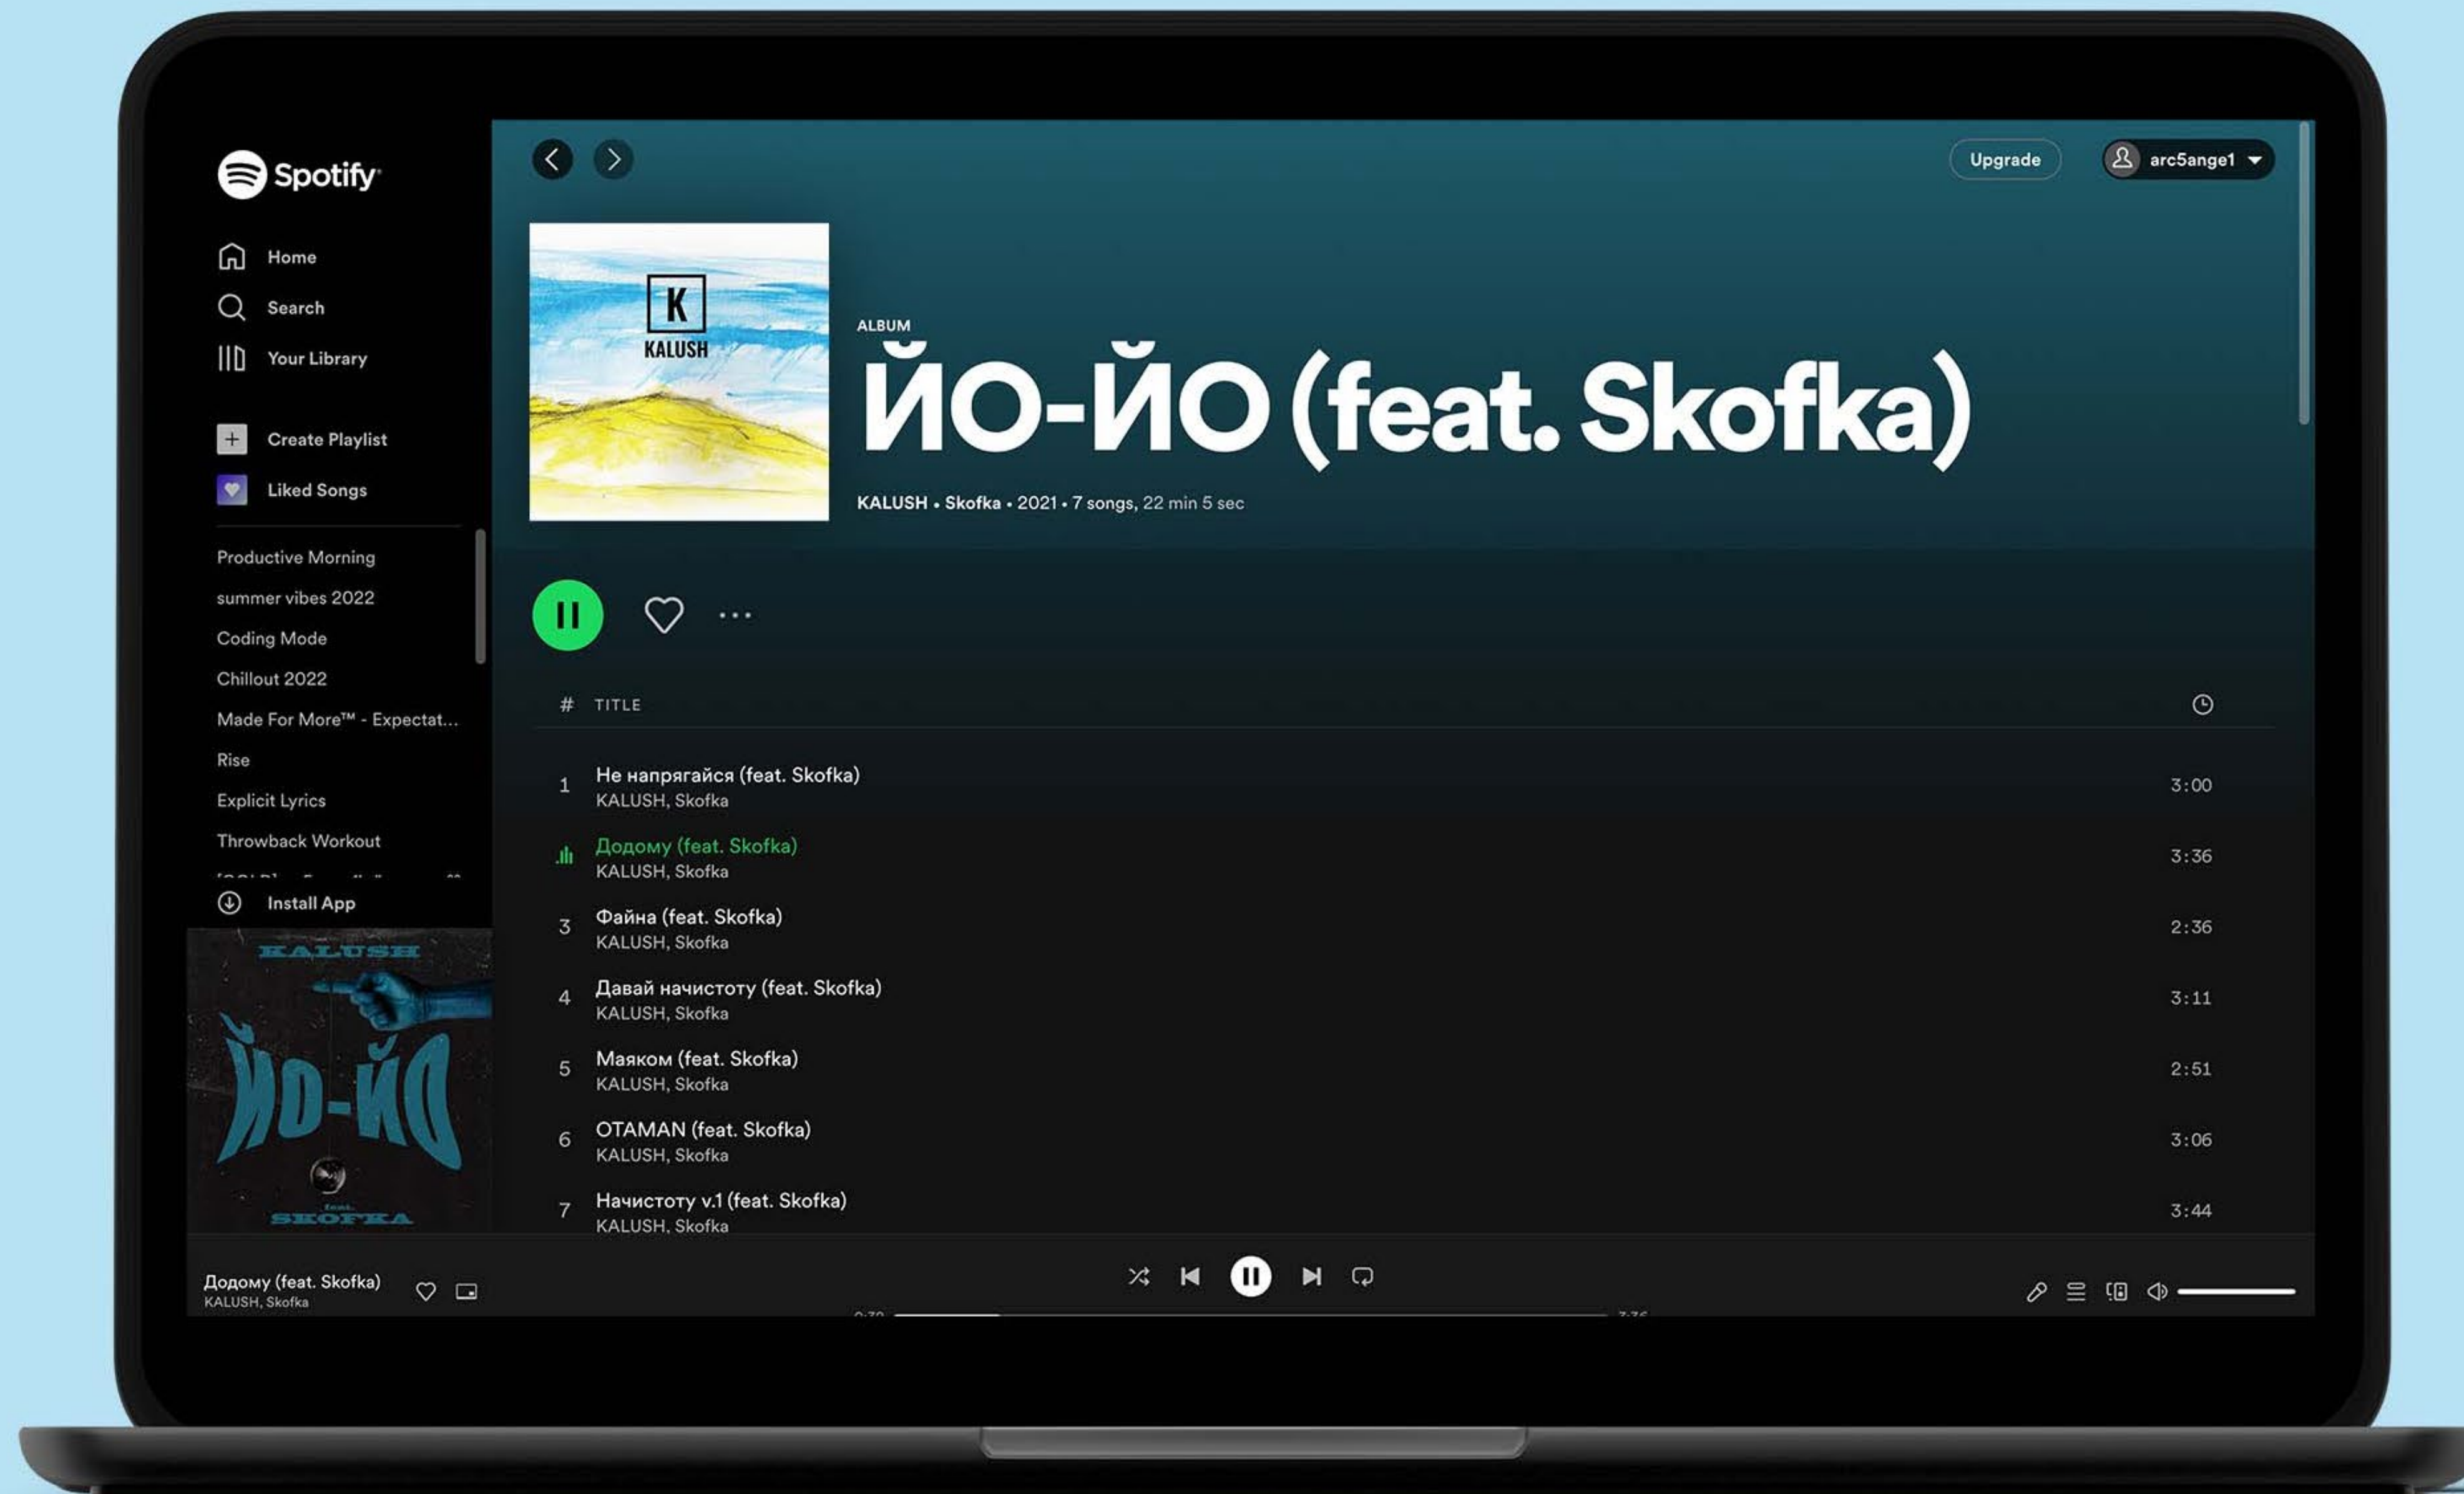 Spotify
Home
Search
Your Library
Create Playlist
Liked Songs
Productive Morning
summer vibes 2022
Coding Mode
Chillout 2022
Made For More™ - Expectat...
Rise
Explicit Lyrics
Throwback Workout
Install App
KALUSH
ЙО-ЙО
feat.
SKOFKA
Upgrade
arc5ange1
K
KALUSH
ALBUM
ЙО-ЙО (feat. Skofka)
KALUSH • Skofka • 2021 • 7 songs, 22 min 5 sec
# TITLE
1 Не напрягайся (feat. Skofka) 3:00
KALUSH, Skofka
Додому (feat. Skofka) 3:36
KALUSH, Skofka
3 Файна (feat. Skofka) 2:36
KALUSH, Skofka
4 Давай начистоту (feat. Skofka) 3:11
KALUSH, Skofka
5 Маяком (feat. Skofka) 2:51
KALUSH, Skofka
6 OTAMAN (feat. Skofka) 3:06
KALUSH, Skofka
7 Начистоту v.1 (feat. Skofka) 3:44
KALUSH, Skofka
Додому (feat. Skofka)
KALUSH, Skofka